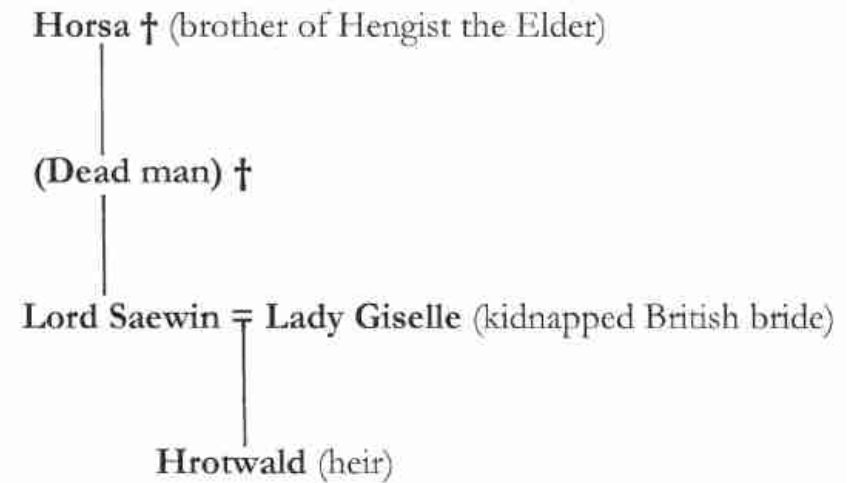 Horsa † (brother of Hengist the Elder)
(Dead man) †
Lord Saewin = Lady Giselle (kidnapped British bride)
Hrotwald (heir)